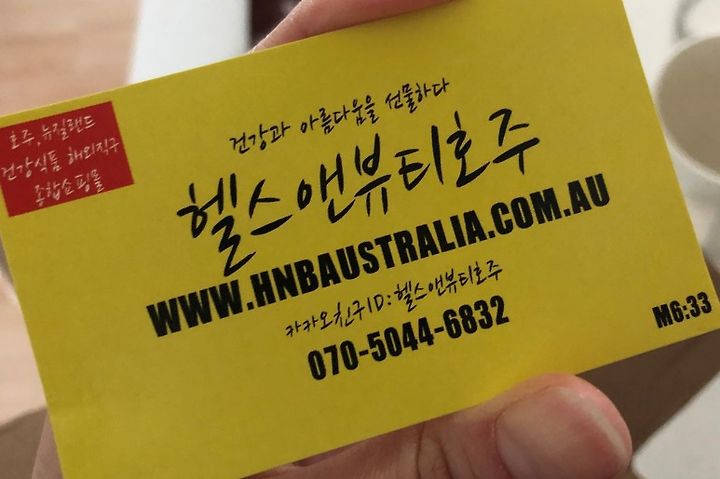 호주, 뉴질랜드
건강식품 해외직구
종합쇼핑몰
건강과 아름다움을 선물하다
헬스앤뷰티호주
WWW.HNBAUSTRALIA.COM.AU
카카오친구ID:헬스앤뷰티호주
070-5044-6832
M6:33